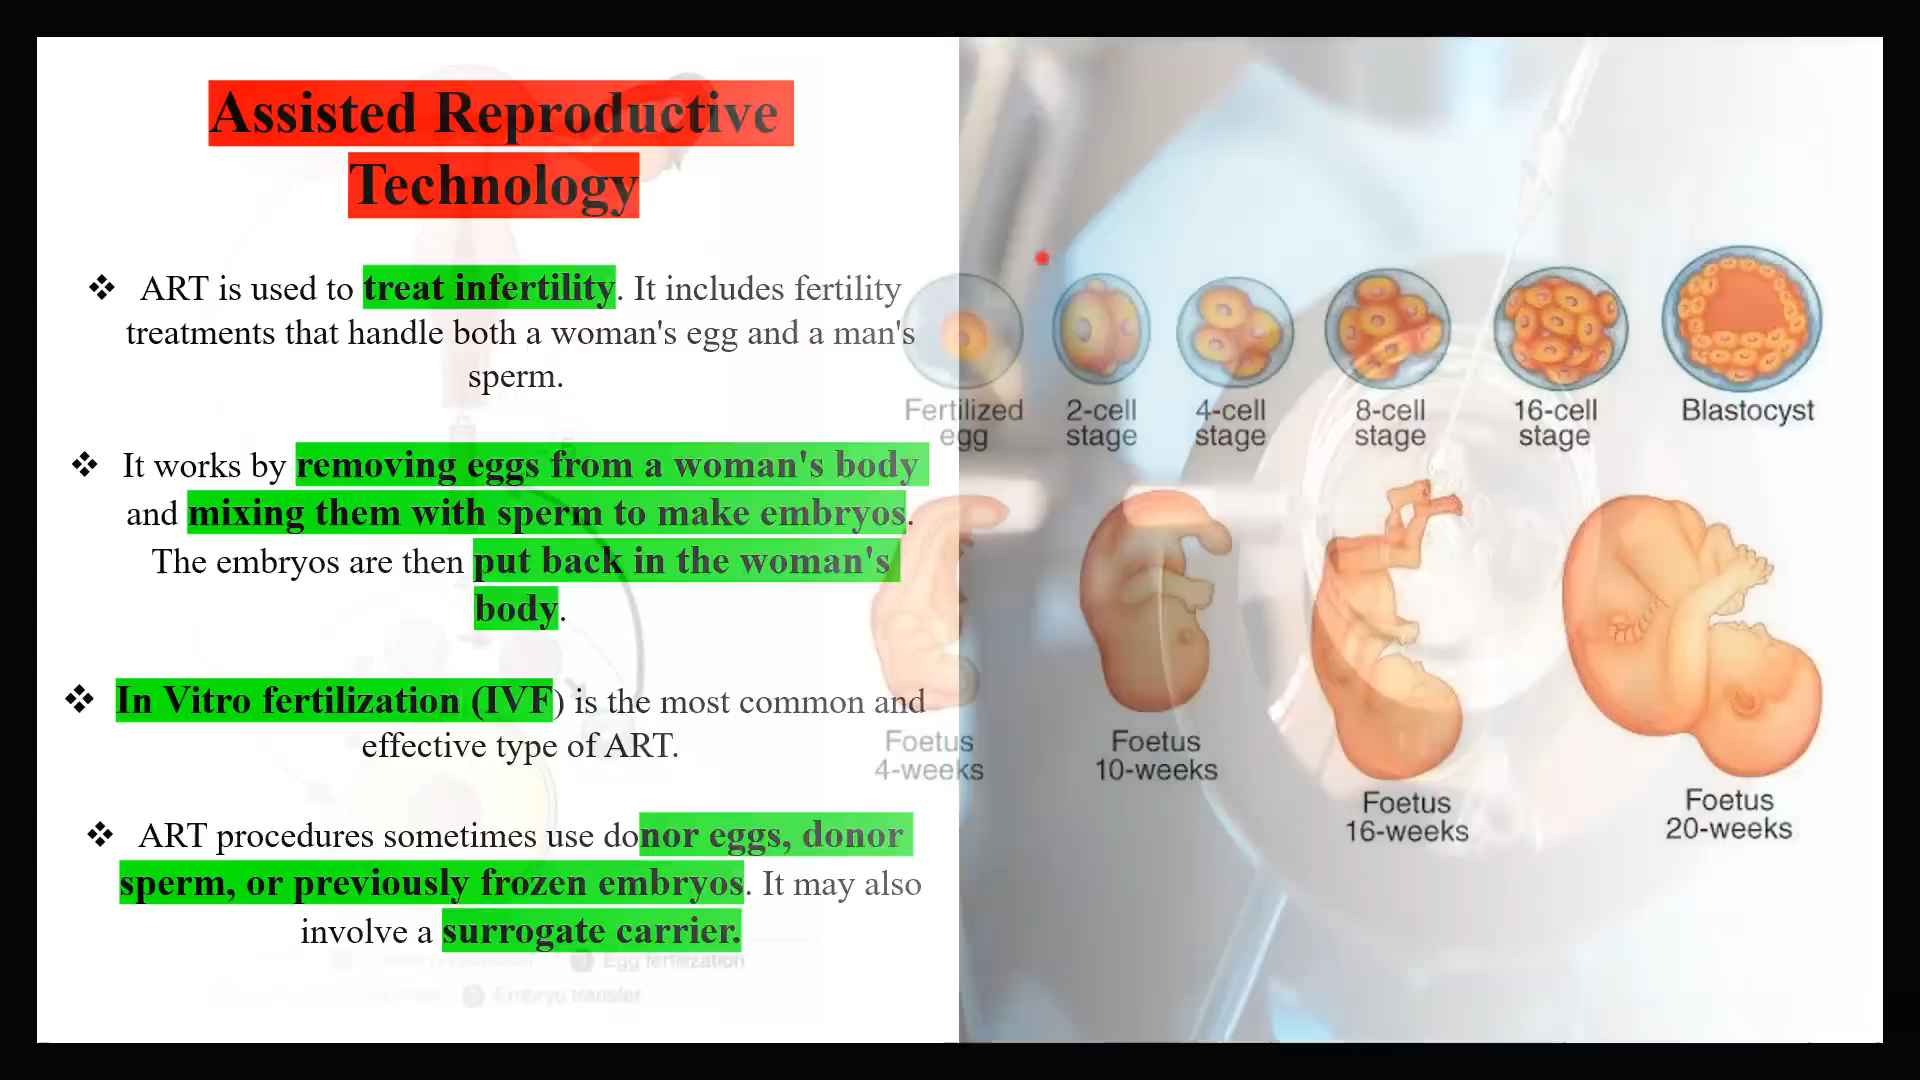 Assisted Reproductive
Technology
❖ ART is used to treat infertility. It includes fertility
treatments that handle both a woman's egg and a man's
sperm.
❖ It works by removing eggs from a woman's body
and mixing them with sperm to make embryos.
The embryos are then put back in the woman's
body.
❖ In Vitro fertilization (IVF) is the most common and
effective type of ART.
❖ ART procedures sometimes use donor eggs, donor
sperm, or previously frozen embryos. It may also
involve a surrogate carrier.
Egg fertilization
Embryo transfer
Fertilized
egg
2-cell
stage
4-cell
stage
8-cell
stage
16-cell
stage
Blastocyst
Foetus
4-weeks
Foetus
10-weeks
Foetus
16-weeks
Foetus
20-weeks